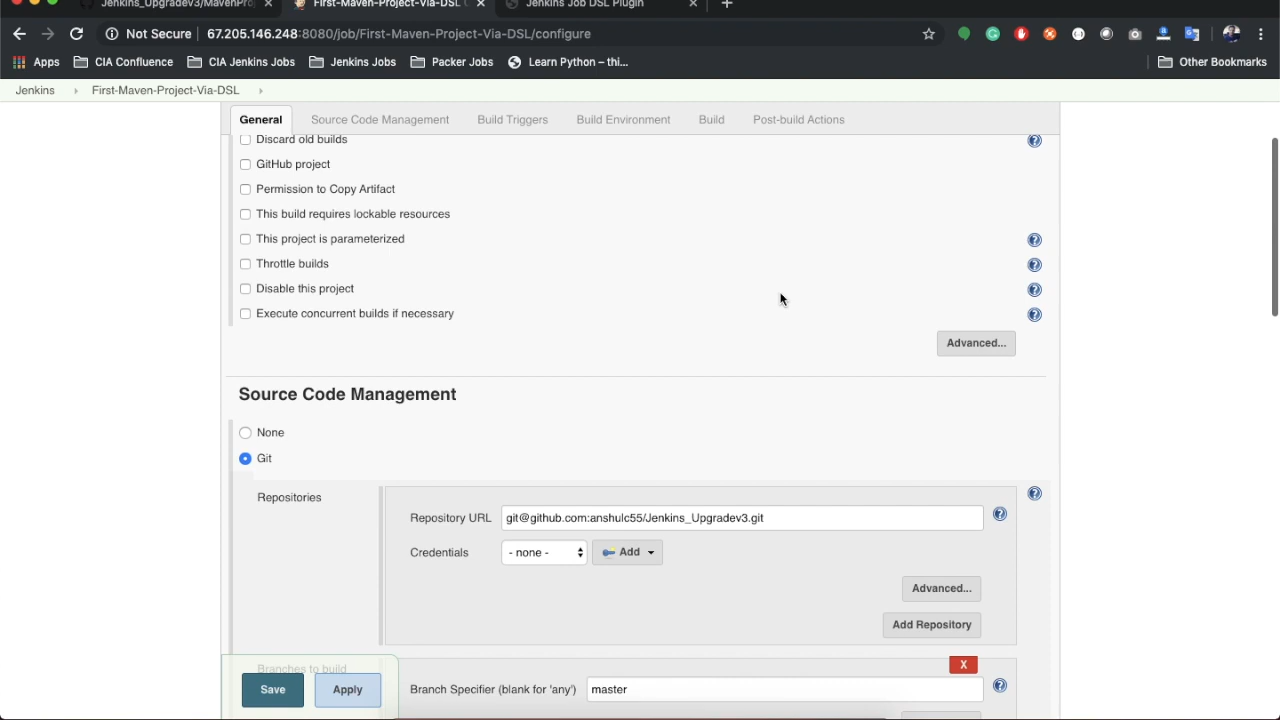 Jenkins_Upgradev3/MavenProj
First-Maven-Project-Via-DSL C
Jenkins Job DSL Plugin
Not Secure 67.205.146.248:8080/job/First-Maven-Project-Via-DSL/configure
Apps CIA Confluence CIA Jenkins Jobs Jenkins Jobs Packer Jobs Learn Python – thi... Other Bookmarks
Jenkins First-Maven-Project-Via-DSL
General Source Code Management Build Triggers Build Environment Build Post-build Actions
Discard old builds
GitHub project
Permission to Copy Artifact
This build requires lockable resources
This project is parameterized
Throttle builds
Disable this project
Execute concurrent builds if necessary
Advanced...
Source Code Management
None
Git
Repositories
Repository URL git@github.com:anshulc55/Jenkins_Upgradev3.git
Credentials - none - Add
Advanced...
Add Repository
Branches to build
X
Save Apply Branch Specifier (blank for 'any') master